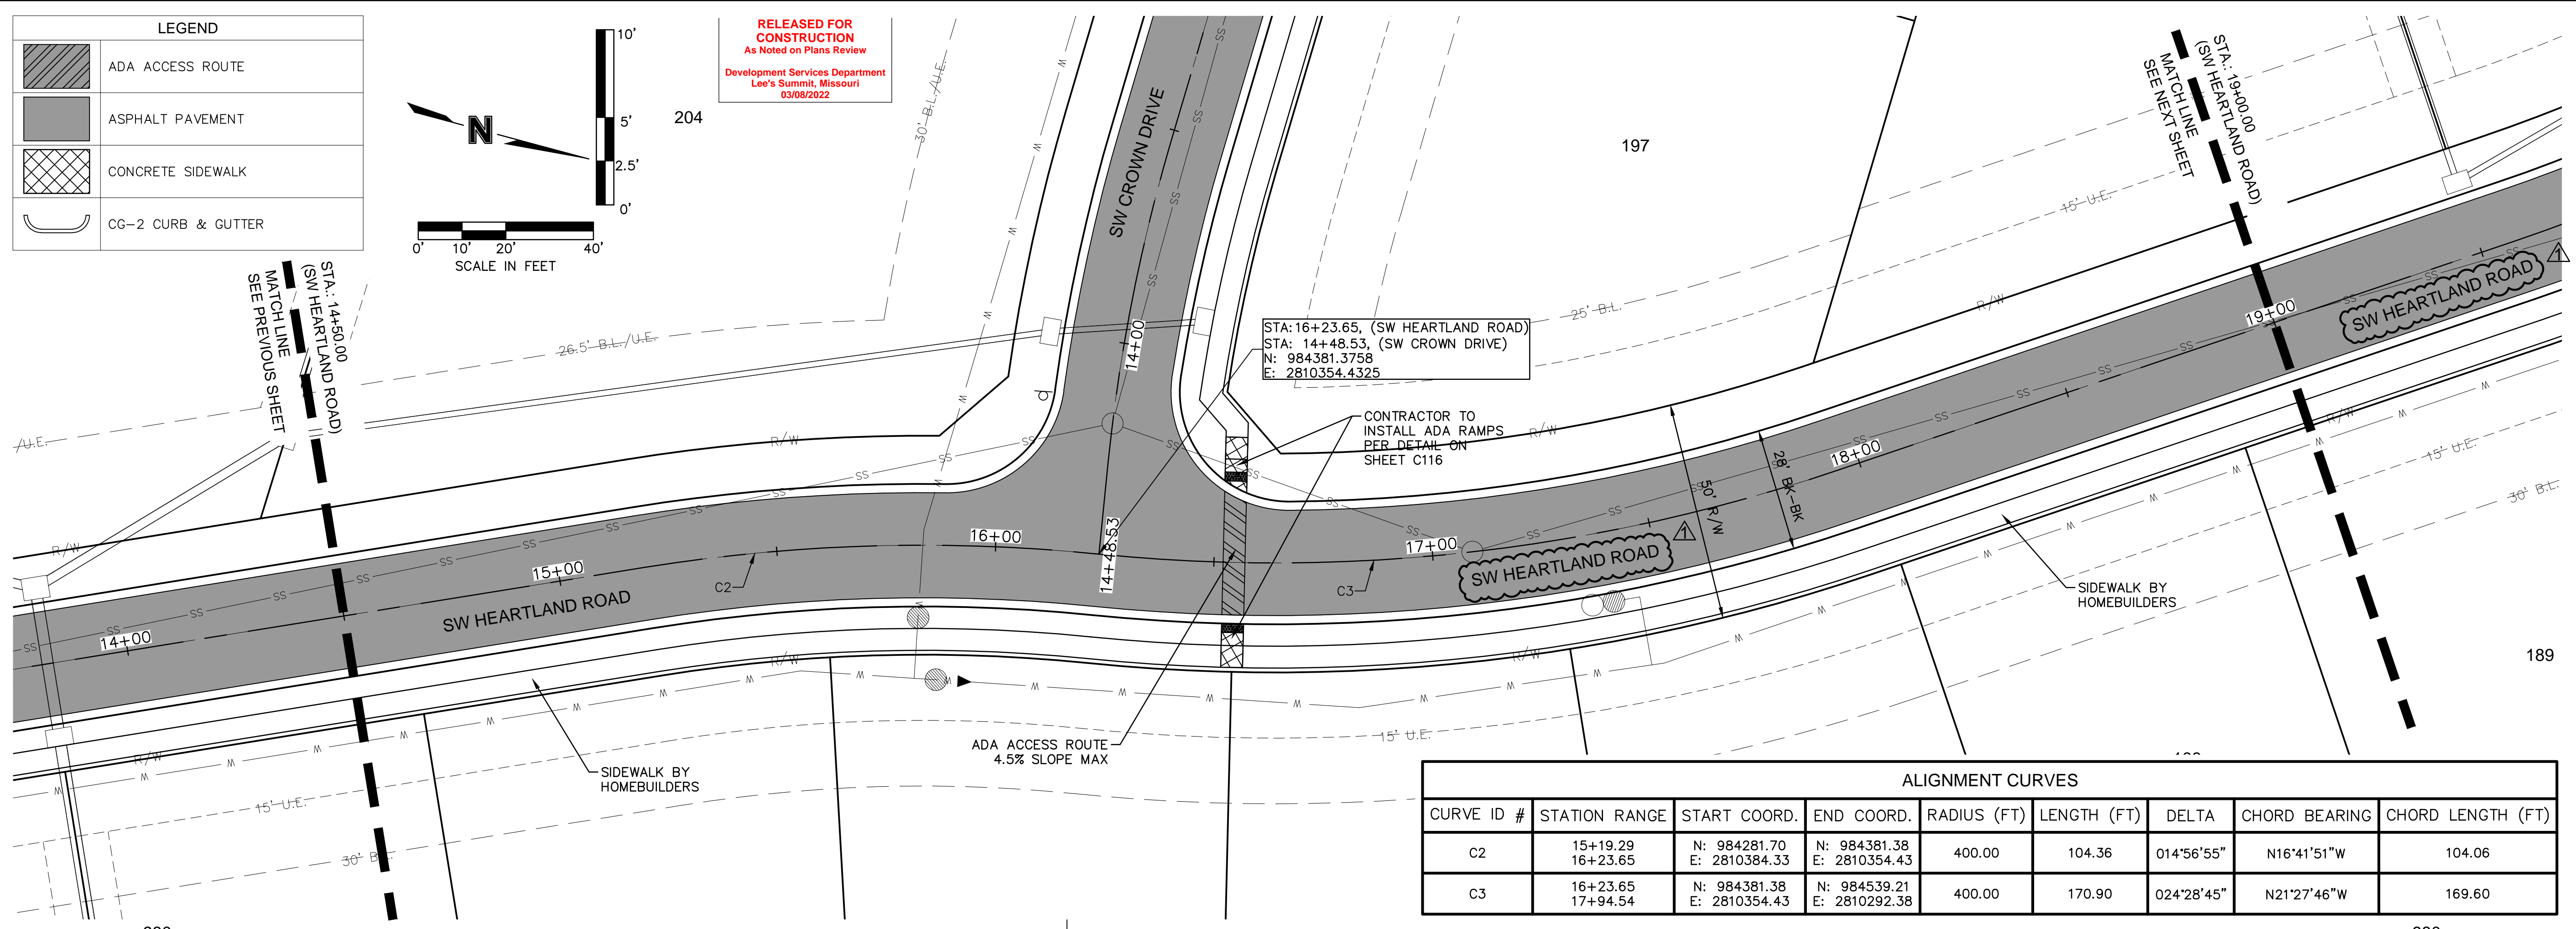 LEGEND
ADA ACCESS ROUTE
ASPHALT PAVEMENT
CONCRETE SIDEWALK
CG-2 CURB & GUTTER
N
10'
5'
2.5'
0'
0' 10' 20' 40'
SCALE IN FEET
RELEASED FOR
CONSTRUCTION
As Noted on Plans Review
Development Services Department
Lee's Summit, Missouri
03/08/2022
204
197
189
STA.: 14+50.00
(SW HEARTLAND ROAD)
MATCH LINE
SEE PREVIOUS SHEET
STA.: 19+00.00
(SW HEARTLAND ROAD)
MATCH LINE
SEE NEXT SHEET
30' B.L./U.E.
26.5' B.L./U.E.
/U.E.
25' B.L.
15' U.E.
SW CROWN DRIVE
14+00
14+48.53
STA:16+23.65, (SW HEARTLAND ROAD)
STA: 14+48.53, (SW CROWN DRIVE)
N: 984381.3758
E: 2810354.4325
CONTRACTOR TO
INSTALL ADA RAMPS
PER DETAIL ON
SHEET C116
R/W
R/W
R/W
R/W
R/W
R/W
R/W
R/W
14+00
15+00
16+00
17+00
18+00
19+00
SW HEARTLAND ROAD
SW HEARTLAND ROAD
1
SW HEARTLAND ROAD
1
C2
C3
50' R/W
28' BK-BK
SIDEWALK BY
HOMEBUILDERS
SIDEWALK BY
HOMEBUILDERS
ADA ACCESS ROUTE
4.5% SLOPE MAX
15' U.E.
15' U.E.
15' U.E.
30' B.L.
30' B.L.
ALIGNMENT CURVES
CURVE ID # STATION RANGE START COORD. END COORD. RADIUS (FT) LENGTH (FT) DELTA CHORD BEARING CHORD LENGTH (FT)
C2 15+19.29 16+23.65 N: 984281.70 E: 2810384.33 N: 984381.38 E: 2810354.43 400.00 104.36 014°56'55" N16°41'51"W 104.06
C3 16+23.65 17+94.54 N: 984381.38 E: 2810354.43 N: 984539.21 E: 2810292.38 400.00 170.90 024°28'45" N21°27'46"W 169.60